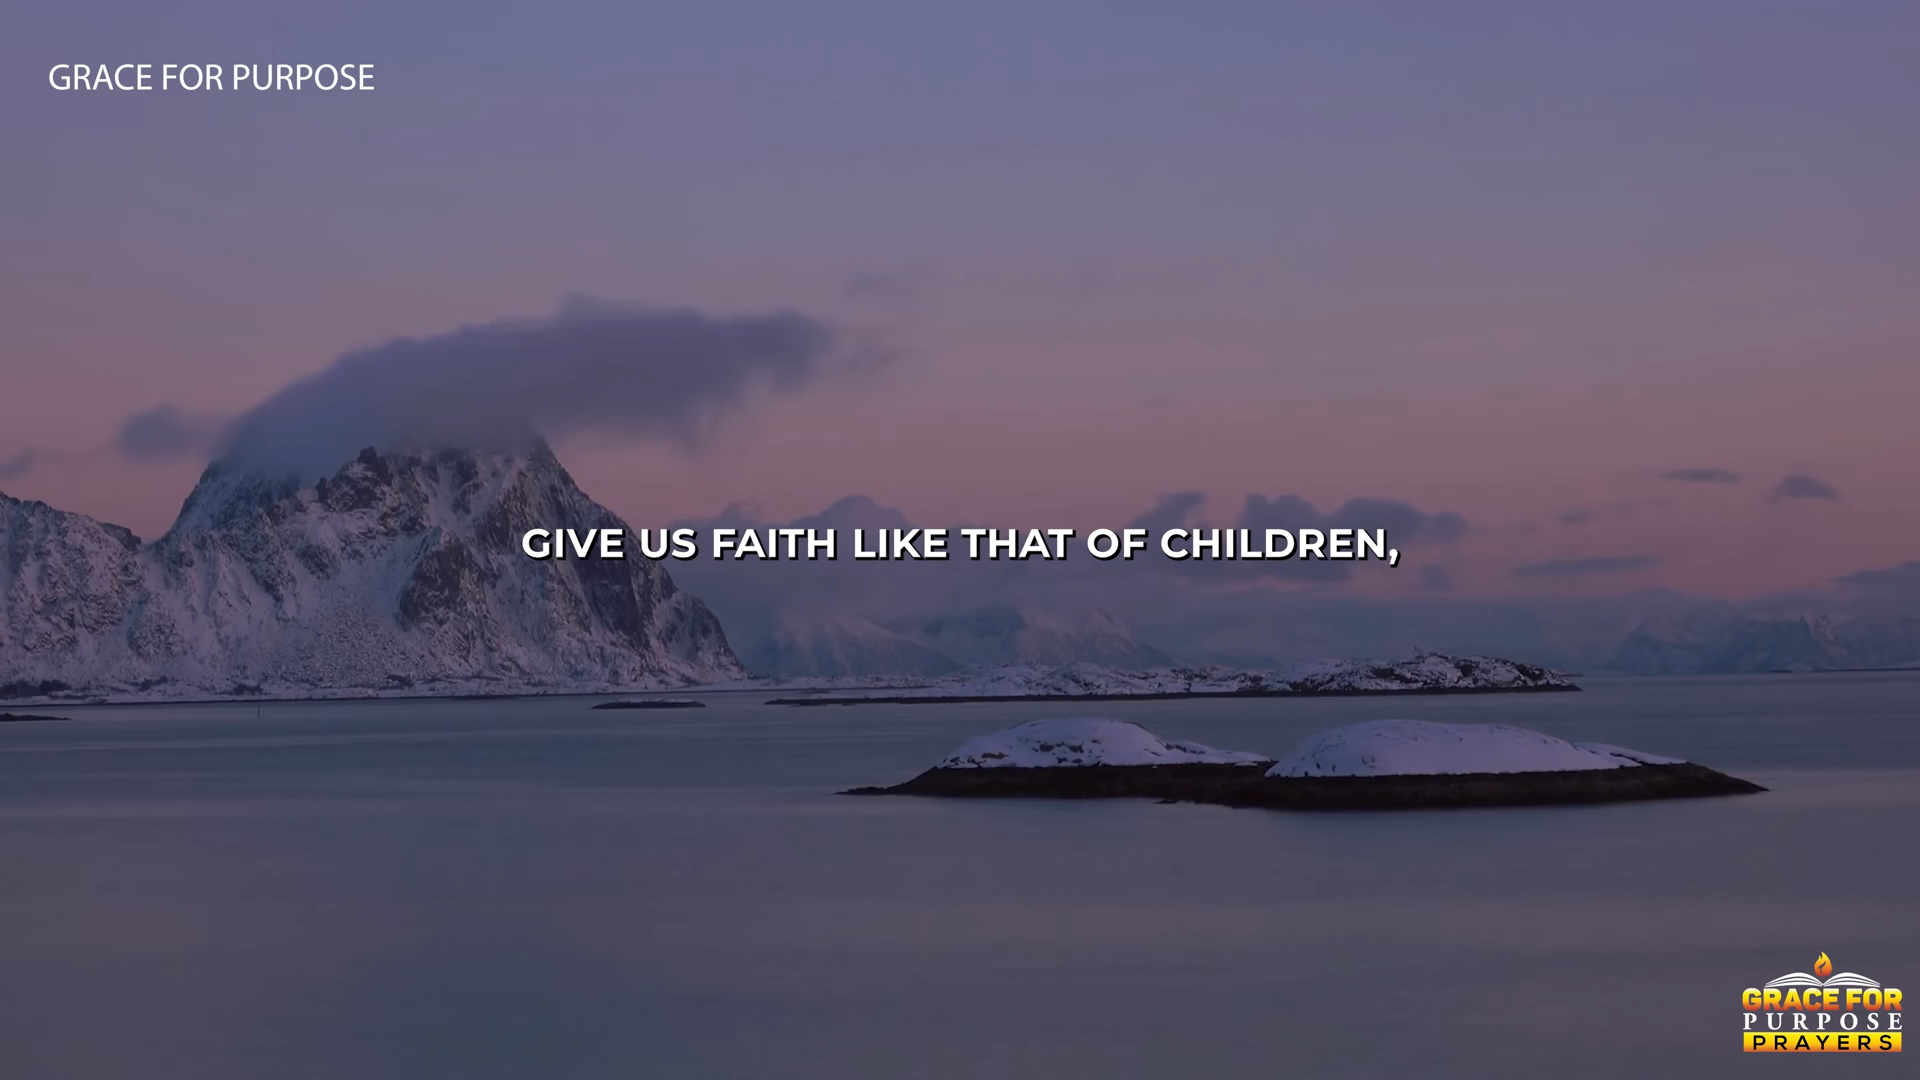 GRACE FOR PURPOSE
GIVE US FAITH LIKE THAT OF CHILDREN,
GRACE FOR
PURPOSE
PRAYERS